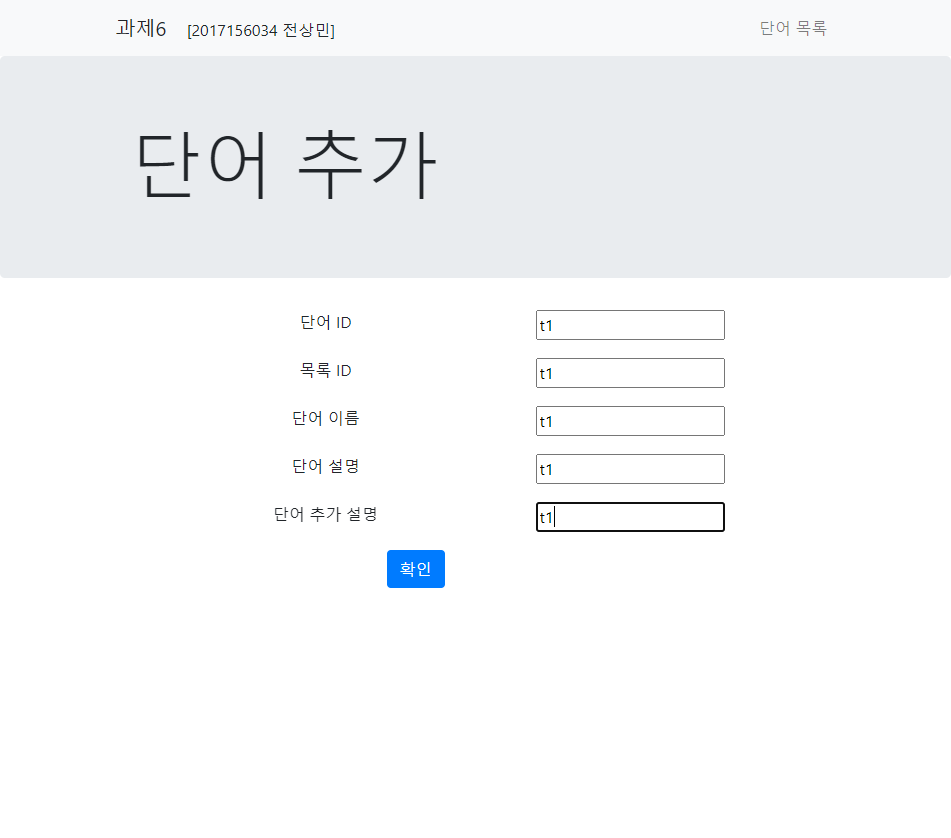 과제6 [2017156034 전상민] 단어 목록
단어 추가
단어 ID t1
목록 ID t1
단어 이름 t1
단어 설명 t1
단어 추가 설명 t1
확인